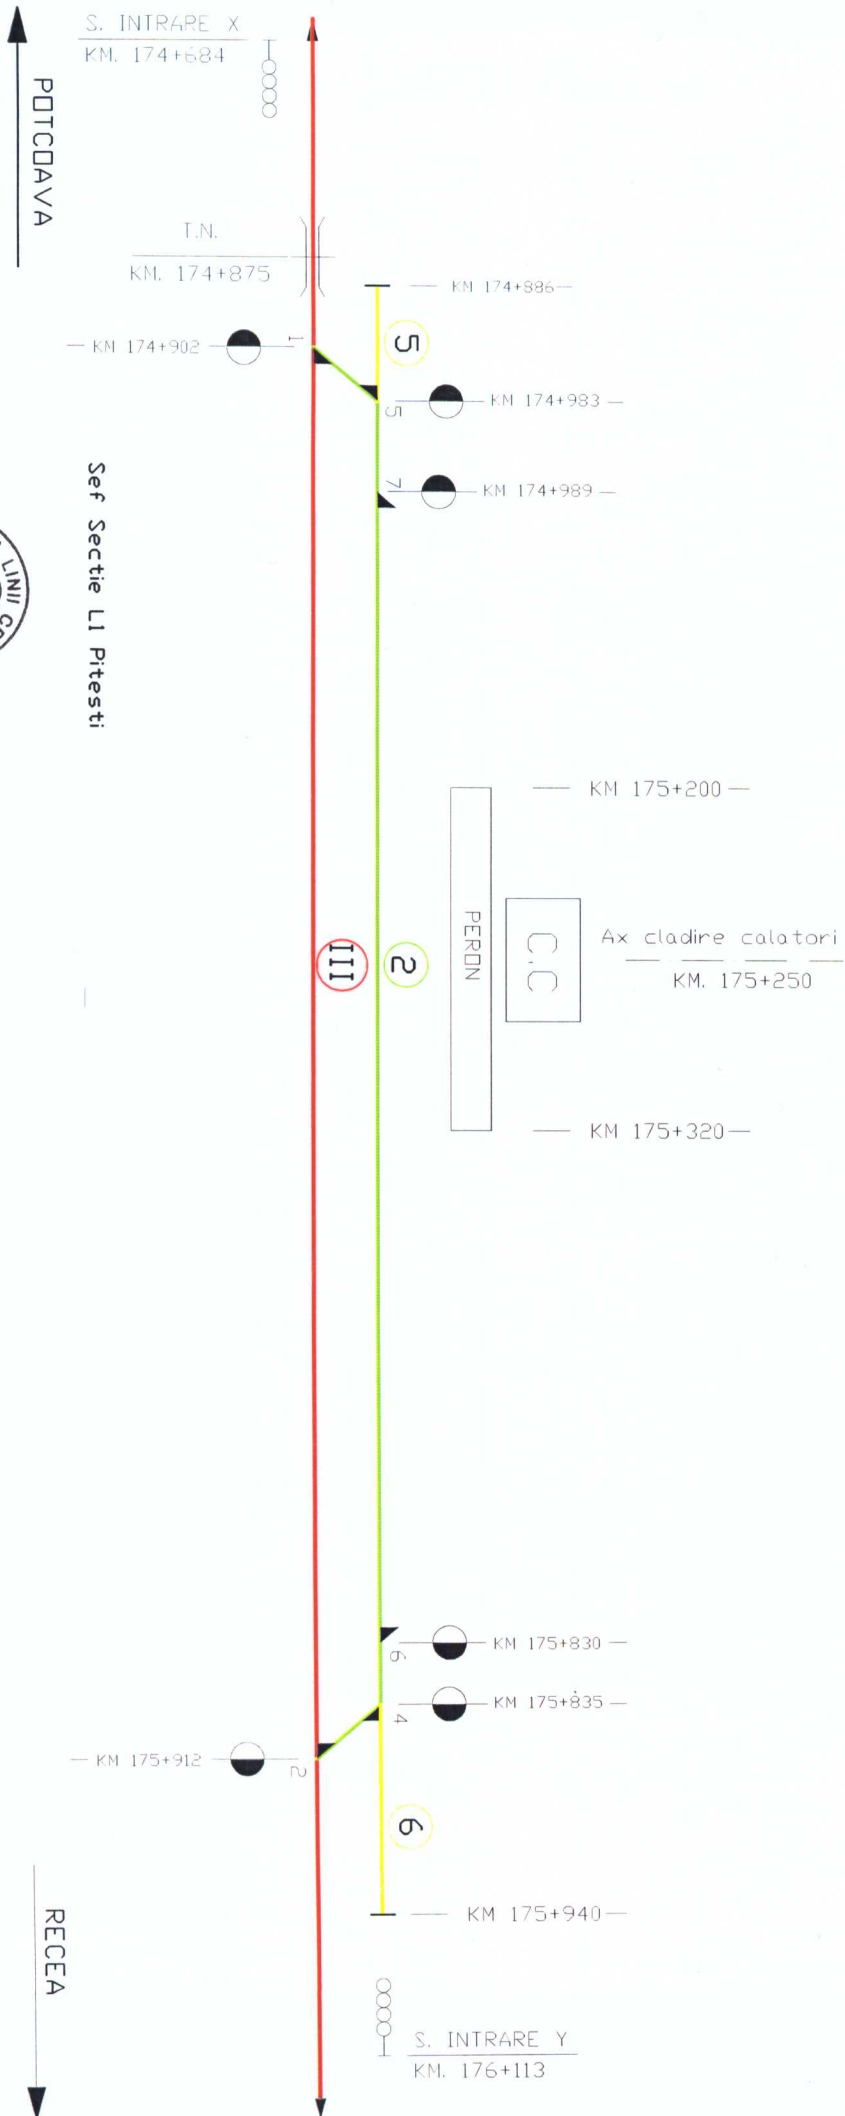 S. INTRARE X
KM. 174+684
POTCOAVA
T.N.
KM. 174+875
KM 174+886
5
KM 174+902
1
5
KM 174+983
7
KM 174+989
Sef Sectie L1 Pitesti
LINII
KM 175+200
PERON
C.C
Ax cladire calatori
KM. 175+250
III
2
KM 175+320
6
KM 175+830
4
KM 175+835
KM 175+912
2
6
KM 175+940
RECEA
S. INTRARE Y
KM. 176+113